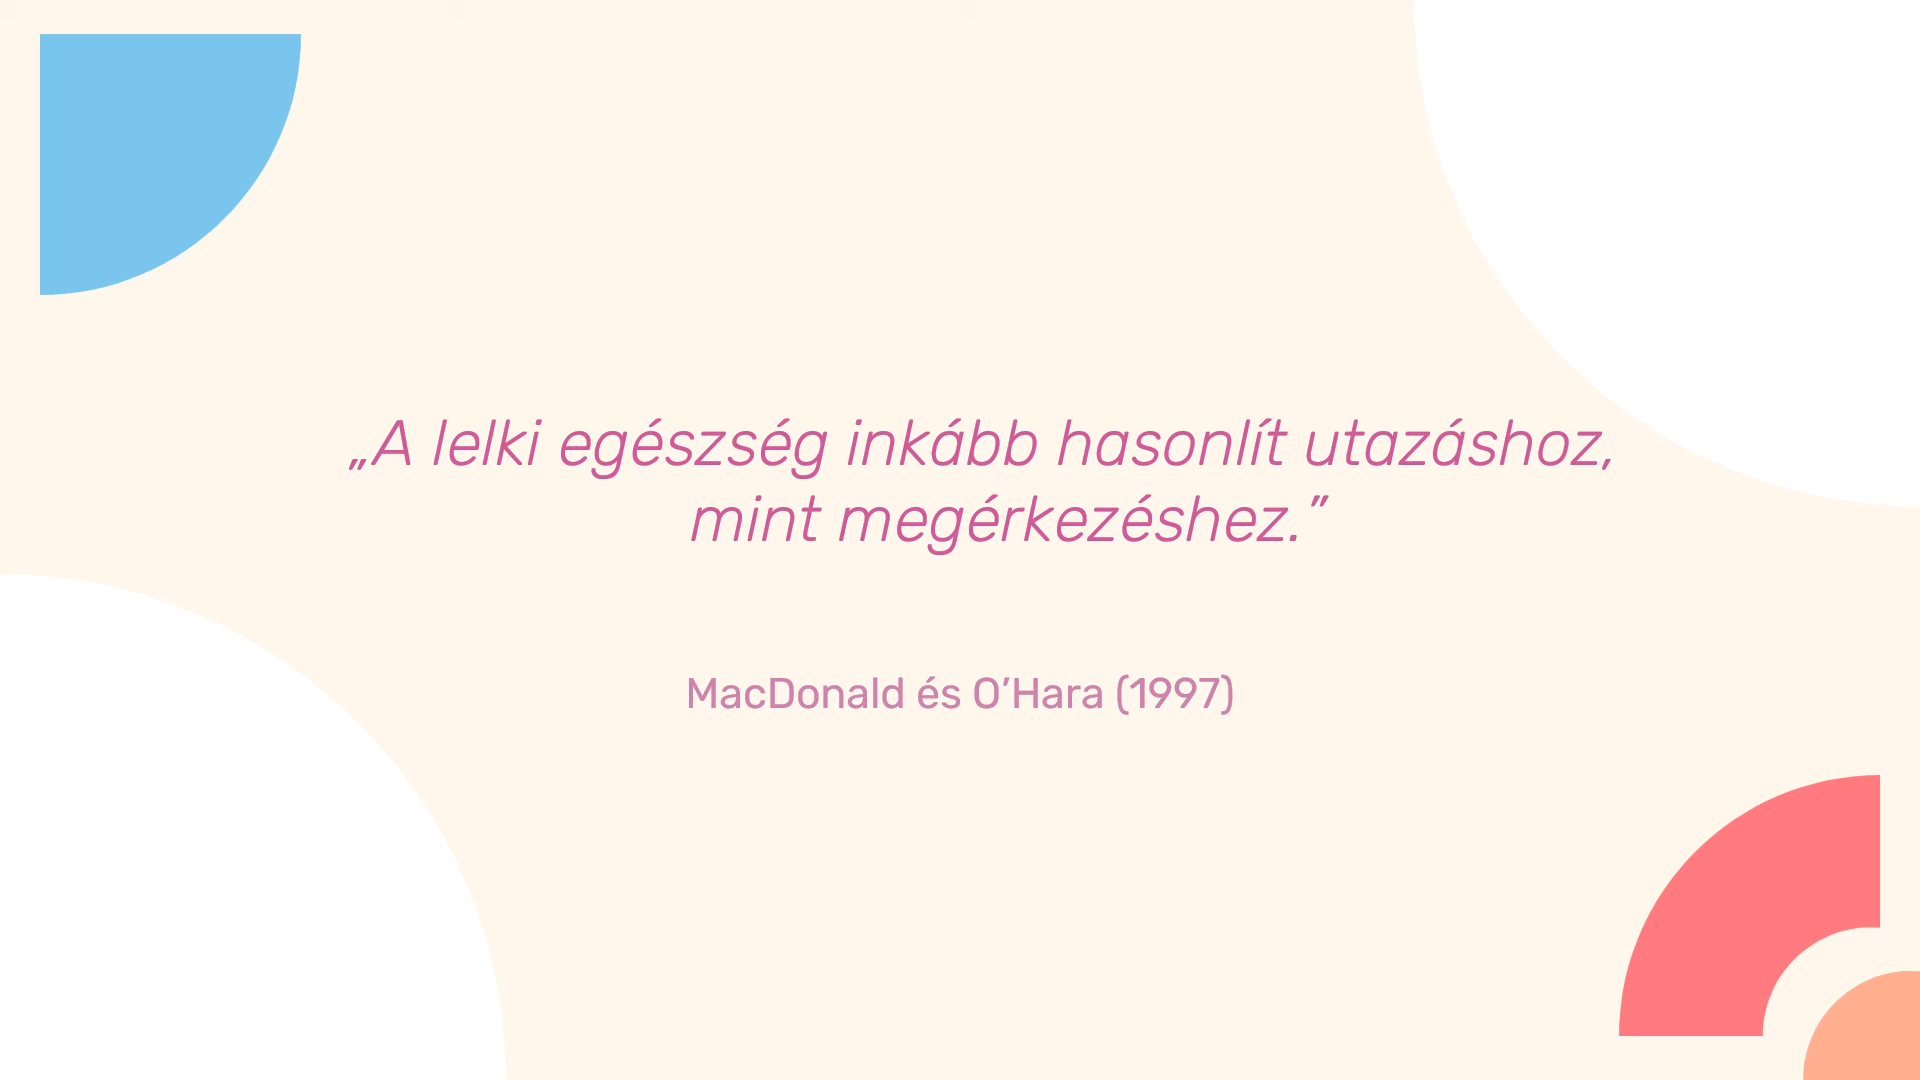 „A lelki egészség inkább hasonlít utazáshoz,
mint megérkezéshez.”
MacDonald és O’Hara (1997)